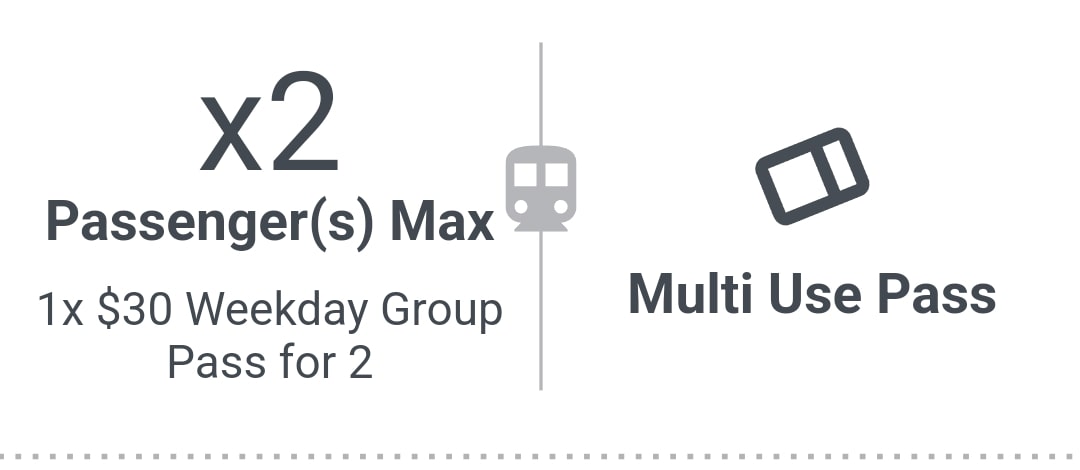 x2
Passenger(s) Max
1x $30 Weekday Group
Pass for 2
Multi Use Pass